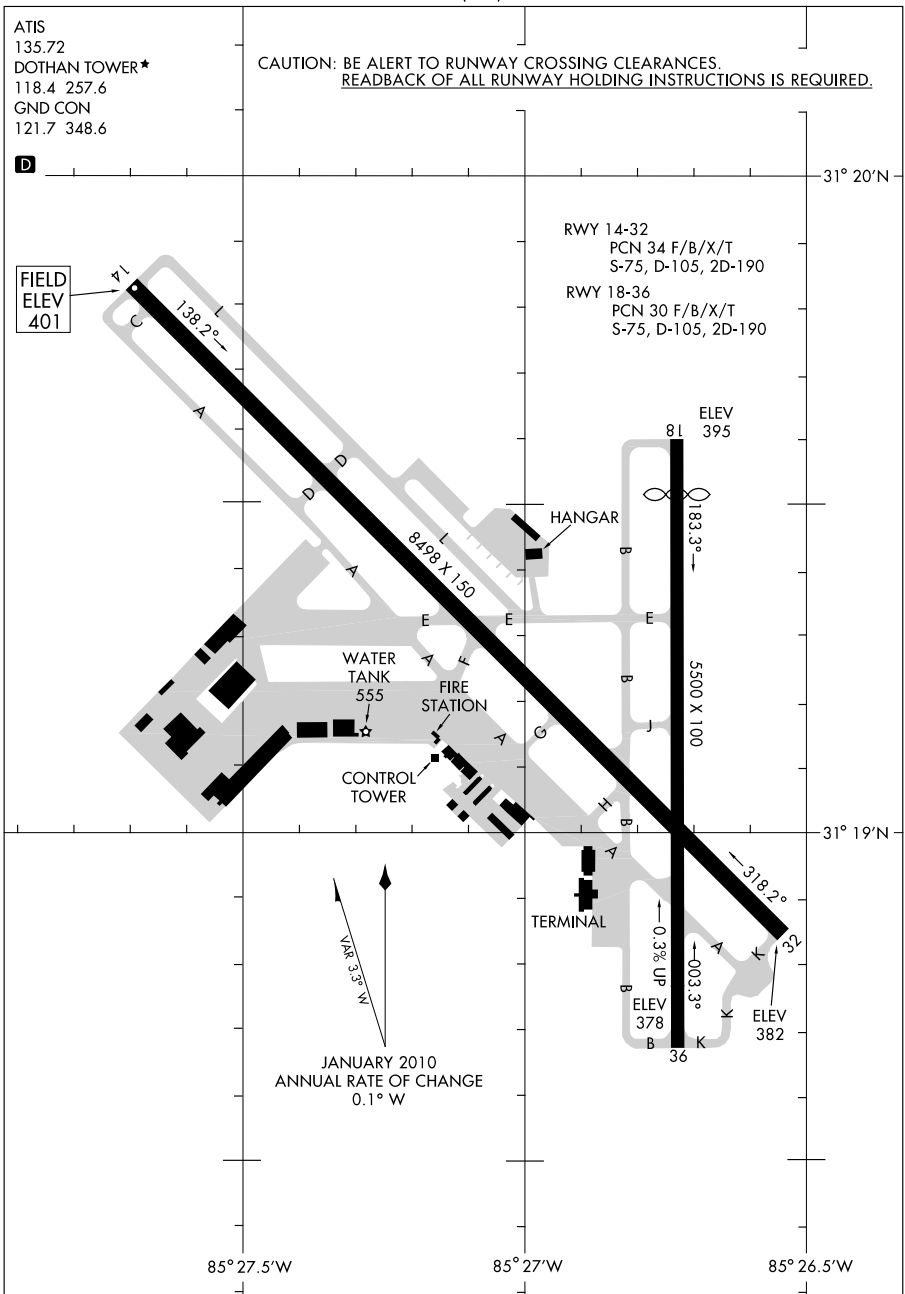 ATIS
135.72
DOTHAN TOWER★
118.4 257.6
GND CON
121.7 348.6
D
CAUTION: BE ALERT TO RUNWAY CROSSING CLEARANCES.
READBACK OF ALL RUNWAY HOLDING INSTRUCTIONS IS REQUIRED.
31° 20'N
RWY 14-32
PCN 34 F/B/X/T
S-75, D-105, 2D-190
RWY 18-36
PCN 30 F/B/X/T
S-75, D-105, 2D-190
FIELD
ELEV
401
14
C
138.2°→
L
A
D
D
L
A
8498 X 150
HANGAR
18
ELEV
395
183.3°→
B
E
E
E
A
F
WATER
TANK
555
FIRE
STATION
B
5500 X 100
A
G
J
CONTROL
TOWER
H
B
A
31° 19'N
TERMINAL
←318.2°
32
A
K
←0.3% UP
←003.3°
B
K
ELEV
378
ELEV
382
B
K
36
VAR 3.3° W
JANUARY 2010
ANNUAL RATE OF CHANGE
0.1° W
85° 27.5'W
85° 27'W
85° 26.5'W